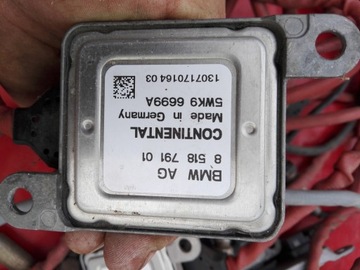 BMW AG
8 518 791 01
CONTINENTAL
Made in Germany
5WK9 6699A
1307170164 03